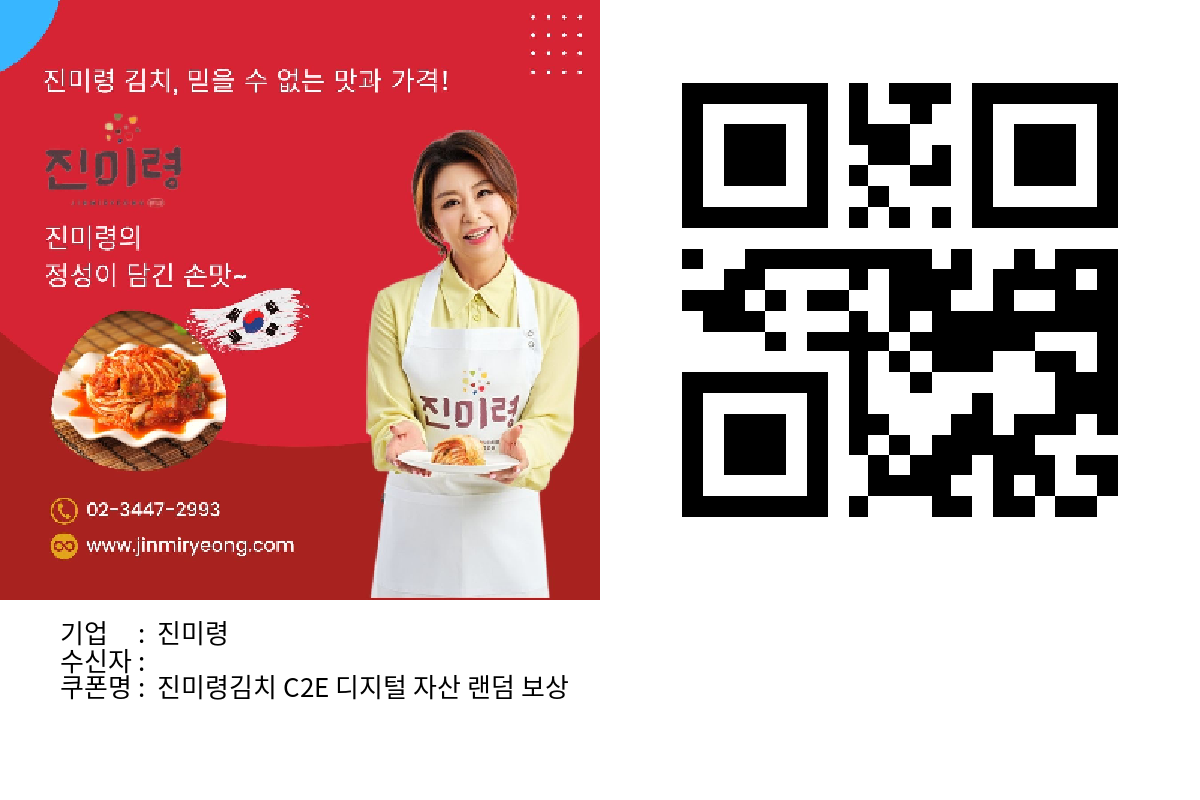 진미령 김치, 믿을 수 없는 맛과 가격!
진미령
진미령의
정성이 담긴 손맛~
진미령
02-3447-2993
www.jinmiryeong.com
기업 : 진미령
수신자 :
쿠폰명 : 진미령김치 C2E 디지털 자산 랜덤 보상